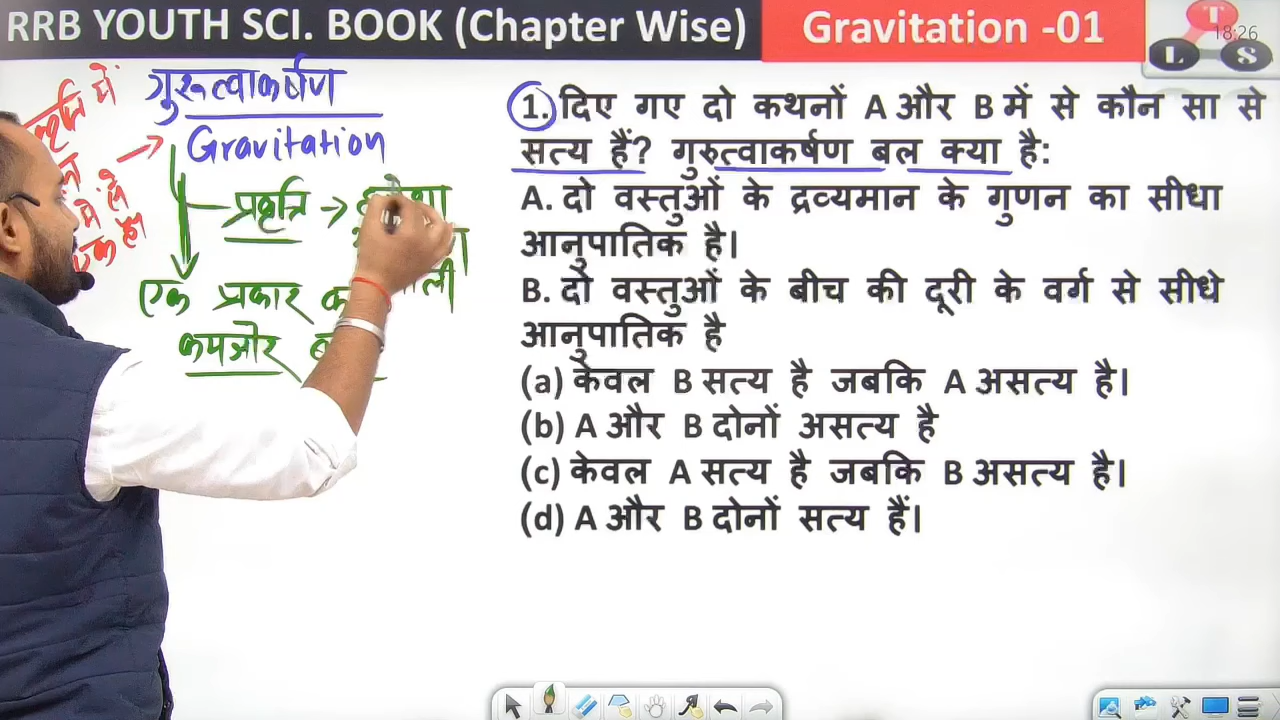 RRB YOUTH SCI. BOOK (Chapter Wise)
Gravitation -01
T
18:26
L S
गुरुत्वाकर्षण
Gravitation
प्रकृति →
एक प्रकार का
कमजोर
1. दिए गए दो कथनों A और B में से कौन सा से
सत्य हैं? गुरुत्वाकर्षण बल क्या है:
A. दो वस्तुओं के द्रव्यमान के गुणन का सीधा
आनुपातिक है।
B. दो वस्तुओं के बीच की दूरी के वर्ग से सीधे
आनुपातिक है
(a) केवल B सत्य है जबकि A असत्य है।
(b) A और B दोनों असत्य है
(c) केवल A सत्य है जबकि B असत्य है।
(d) A और B दोनों सत्य हैं।